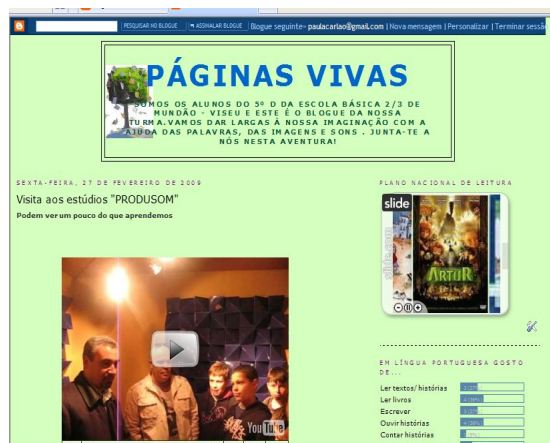 PESQUISAR NO BLOGUE
ASSINALAR BLOGUE
Blogue seguinte»
paulacarlao@gmail.com | Nova mensagem | Personalizar | Terminar sessã
PÁGINAS VIVAS
SOMOS OS ALUNOS DO 5º D DA ESCOLA BÁSICA 2/3 DE
MUNDÃO - VISEU E ESTE É O BLOGUE DA NOSSA
TURMA.VAMOS DAR LARGAS À NOSSA IMAGINAÇÃO COM A
AJUDA DAS PALAVRAS, DAS IMAGENS E SONS . JUNTA-TE A
NÓS NESTA AVENTURA!
SEXTA-FEIRA, 27 DE FEVEREIRO DE 2009
Visita aos estúdios "PRODUSOM"
Podem ver um pouco do que aprendemos
YouTube
PLANO NACIONAL DE LEITURA
slide
slide.com
ARTUR
EM LÍNGUA PORTUGUESA GOSTO
DE...
Ler textos/ histórias
Ler livros
Escrever
Ouvir histórias
Contar histórias